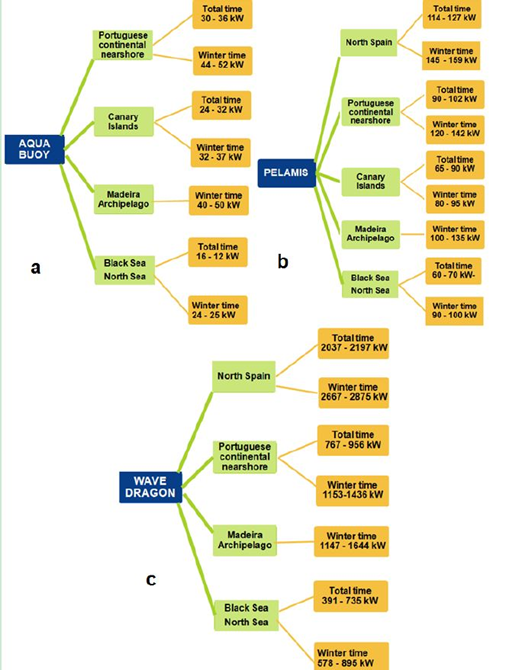 AQUA
BUOY
Portuguese
continental
nearshore
Total time
30 - 36 kW
Winter time
44 - 52 kW
Canary
Islands
Total time
24 - 32 kW
Winter time
32 - 37 kW
Madeira
Archipelago
Winter time
40 - 50 kW
Black Sea
North Sea
Total time
16 - 12 kW
Winter time
24 - 25 kW
a
PELAMIS
North Spain
Total time
114 - 127 kW
Winter time
145 - 159 kW
Portuguese
continental
nearshore
Total time
90 - 102 kW
Winter time
120 - 142 kW
Canary
Islands
Total time
65 - 90 kW
Winter time
80 - 95 kW
Madeira
Archipelago
Winter time
100 - 135 kW
Black Sea
North Sea
Total time
60 - 70 kW-
Winter time
90 - 100 kW
b
WAVE
DRAGON
North Spain
Total time
2037 - 2197 kW
Winter time
2667 - 2875 kW
Portuguese
continental
nearshore
Total time
767 - 956 kW
Winter time
1153-1436 kW
Madeira
Archipelago
Winter time
1147 - 1644 kW
Black Sea
North Sea
Total time
391 - 735 kW
Winter time
578 - 895 kW
c